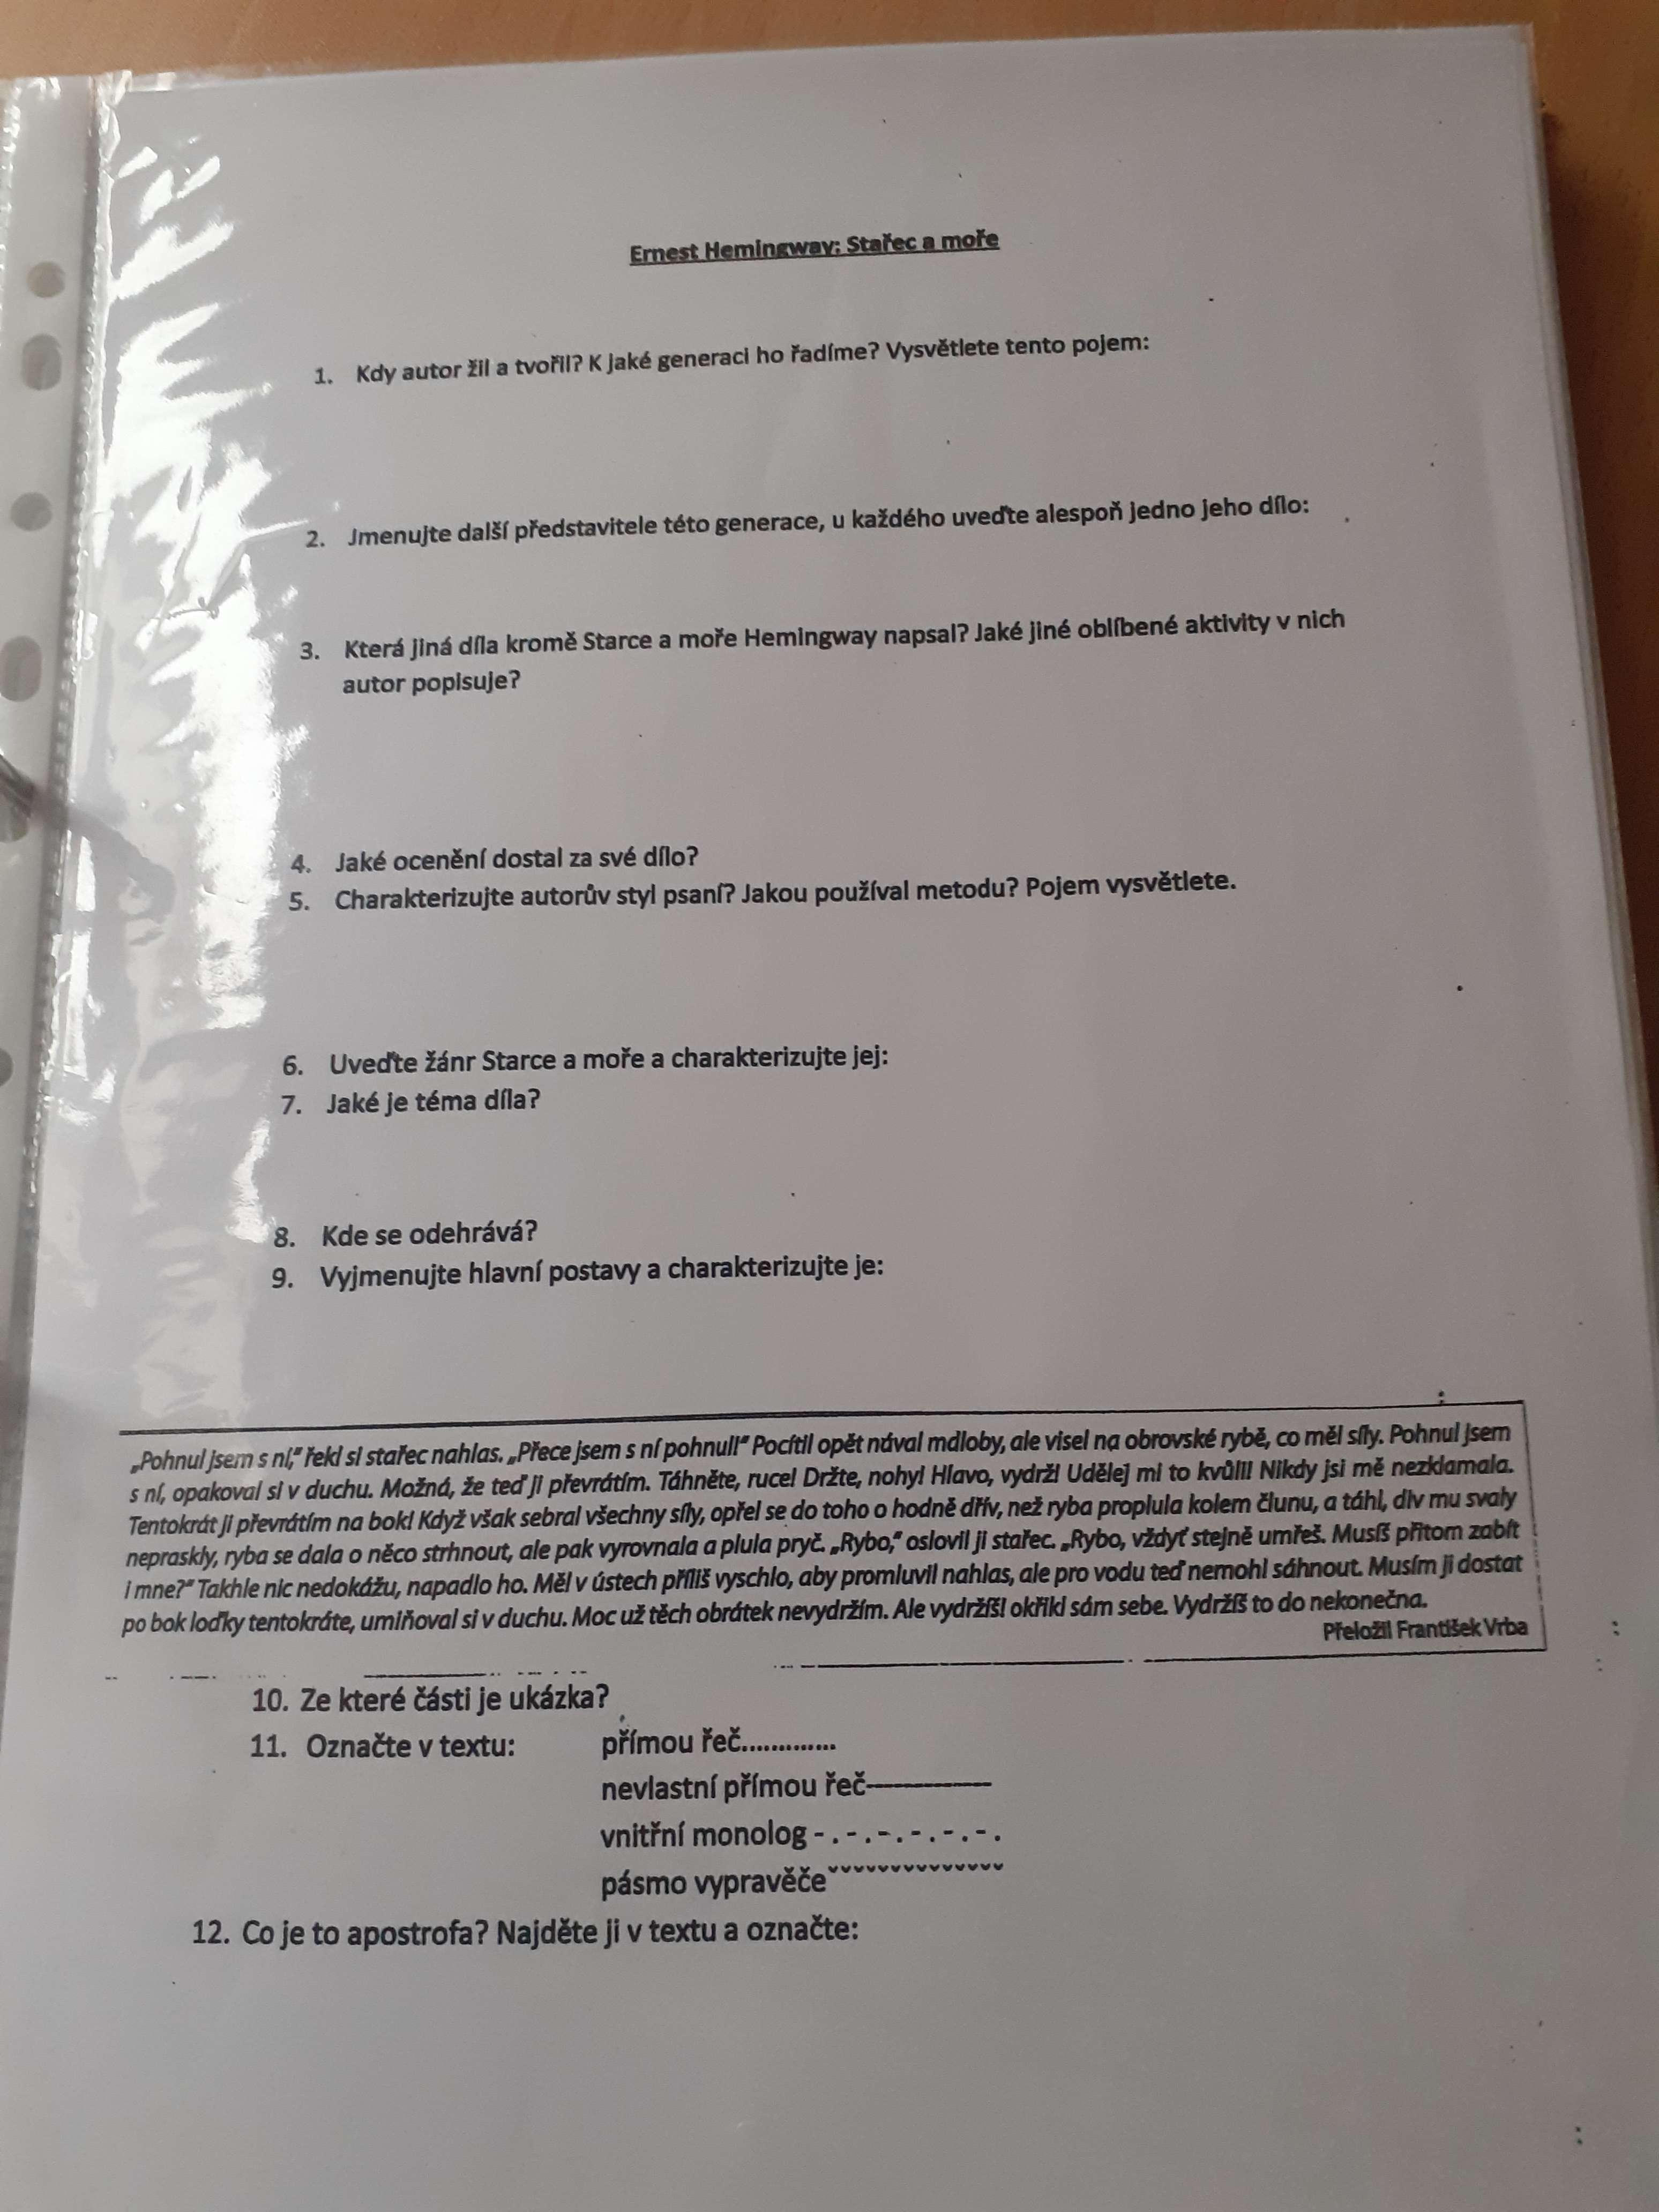 Ernest Hemingway: Stařec a moře
1. Kdy autor žil a tvořil? K jaké generaci ho řadíme? Vysvětlete tento pojem:
2. Jmenujte další představitele této generace, u každého uveďte alespoň jedno jeho dílo:
3. Která jiná díla kromě Starce a moře Hemingway napsal? Jaké jiné oblíbené aktivity v nich
autor popisuje?
4. Jaké ocenění dostal za své dílo?
5. Charakterizujte autorův styl psaní? Jakou používal metodu? Pojem vysvětlete.
6. Uveďte žánr Starce a moře a charakterizujte jej:
7. Jaké je téma díla?
8. Kde se odehrává?
9. Vyjmenujte hlavní postavy a charakterizujte je:
„Pohnul jsem s ní,“ řekl si stařec nahlas. „Přece jsem s ní pohnul!“ Pocítil opět nával mdloby, ale visel na obrovské rybě, co měl síly. Pohnul jsem
s ní, opakoval si v duchu. Možná, že teď ji převrátím. Táhněte, ruce! Držte, nohy! Hlavo, vydrž! Udělej mi to kvůli! Nikdy jsi mě nezklamala.
Tentokrát ji převrátím na bok! Když však sebral všechny síly, opřel se do toho o hodně dřív, než ryba proplula kolem člunu, a táhl, div mu svaly
nepraskly, ryba se dala o něco strhnout, ale pak vyrovnala a plula pryč. „Rybo,“ oslovil ji stařec. „Rybo, vždyť stejně umřeš. Musíš přitom zabít
i mne?“ Takhle nic nedokážu, napadlo ho. Měl v ústech příliš vyschlo, aby promluvil nahlas, ale pro vodu teď nemohl sáhnout. Musím ji dostat
po bok loďky tentokráte, umiňoval si v duchu. Moc už těch obrátek nevydržím. Ale vydržíš! okřikl sám sebe. Vydržíš to do nekonečna.
Přeložil František Vrba
10. Ze které části je ukázka?
11. Označte v textu: přímou řeč.............
nevlastní přímou řeč-------------
vnitřní monolog -.-.-.-.-.-.
pásmo vypravěče˘˘˘˘˘˘˘˘˘˘˘˘˘˘
12. Co je to apostrofa? Najděte ji v textu a označte: